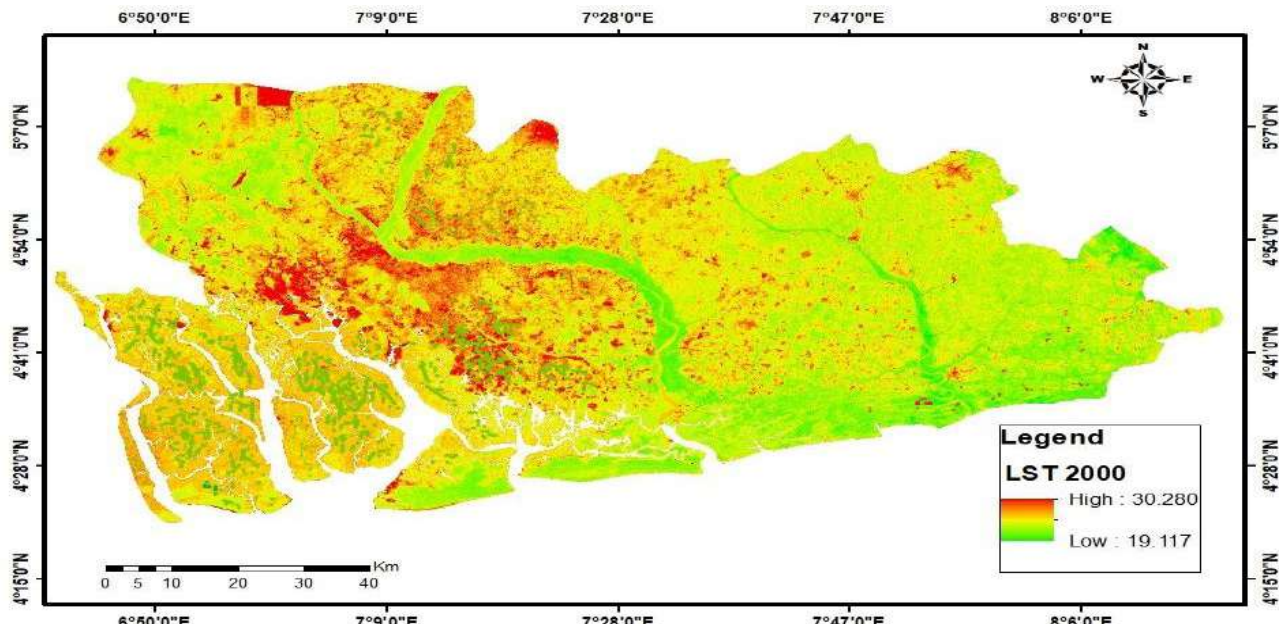 6°50'0"E 7°9'0"E 7°28'0"E 7°47'0"E 8°6'0"E
N
W E
S
5°7'0"N 5°7'0"N
4°54'0"N 4°54'0"N
4°41'0"N 4°41'0"N
Legend
LST 2000
High : 30.280
Low : 19.117
4°28'0"N 4°28'0"N
Km
0 5 10 20 30 40
4°15'0"N 4°15'0"N
6°50'0"E 7°9'0"E 7°28'0"E 7°47'0"E 8°6'0"E